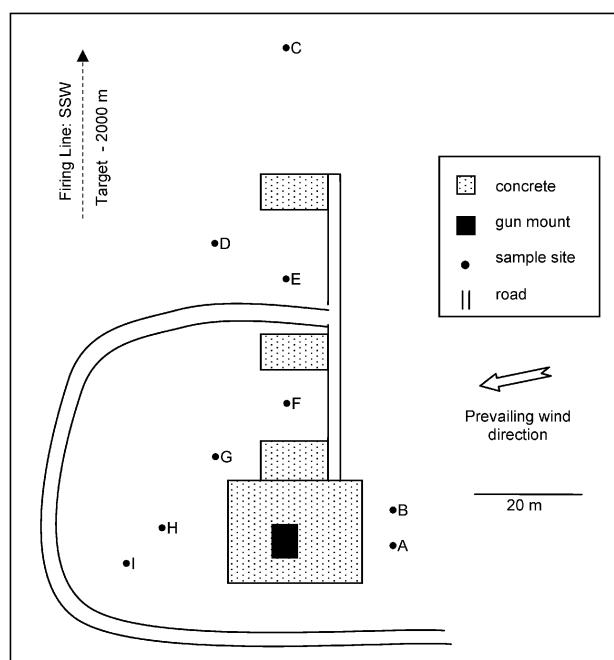 C
Firing Line: SSW
Target - 2000 m
concrete
gun mount
sample site
road
D
E
Prevailing wind
direction
F
G
20 m
B
H
A
I